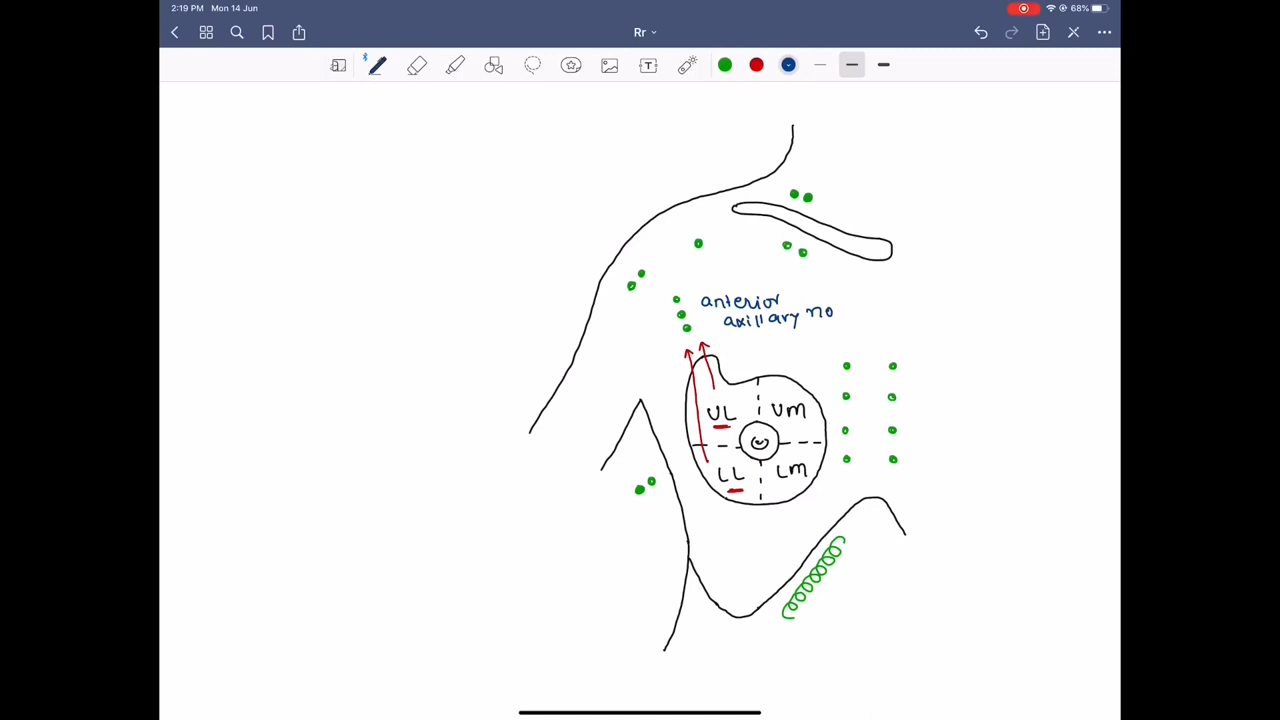 2:19 PM Mon 14 Jun
68%
Rr
T
anterior
axillary no
UL
Um
LL
Lm